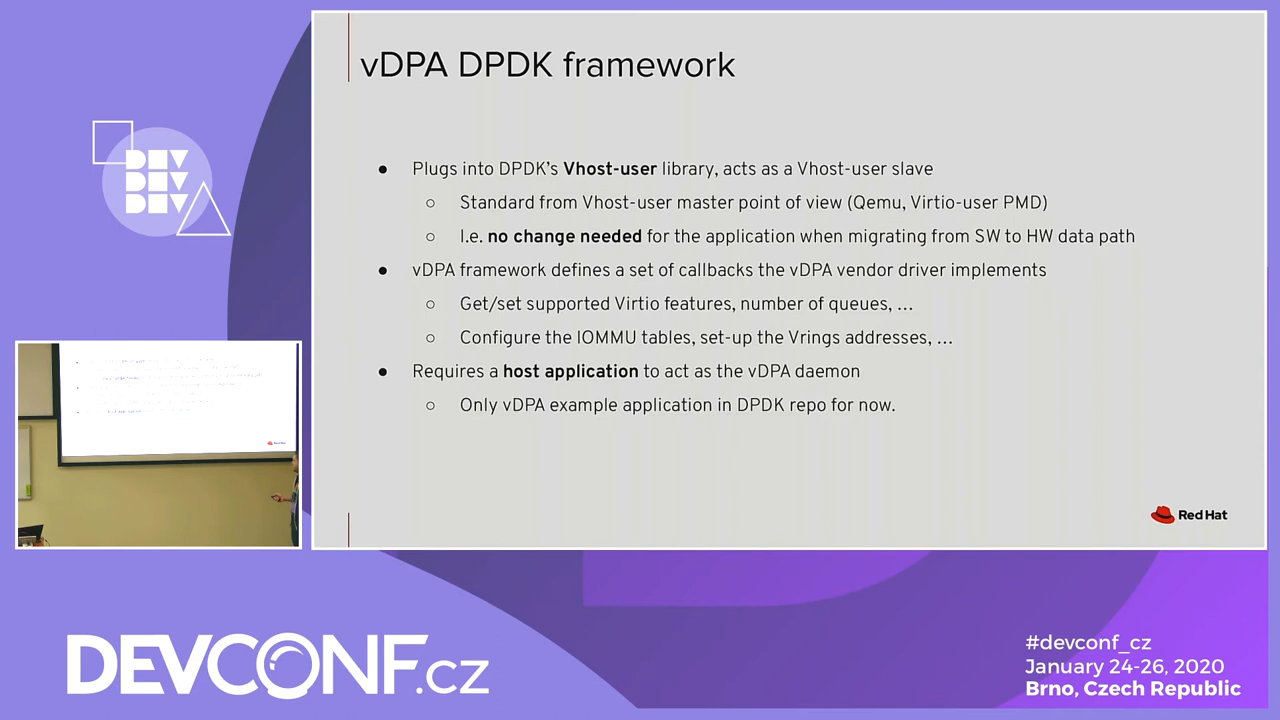 vDPA DPDK framework
● Plugs into DPDK's Vhost-user library, acts as a Vhost-user slave
○ Standard from Vhost-user master point of view (Qemu, Virtio-user PMD)
○ I.e. no change needed for the application when migrating from SW to HW data path
● vDPA framework defines a set of callbacks the vDPA vendor driver implements
○ Get/set supported Virtio features, number of queues, …
○ Configure the IOMMU tables, set-up the Vrings addresses, …
● Requires a host application to act as the vDPA daemon
○ Only vDPA example application in DPDK repo for now.
Red Hat
DEV
DEV
DEV
Red Hat
DEVCONF.cz
#devconf_cz
January 24-26, 2020
Brno, Czech Republic